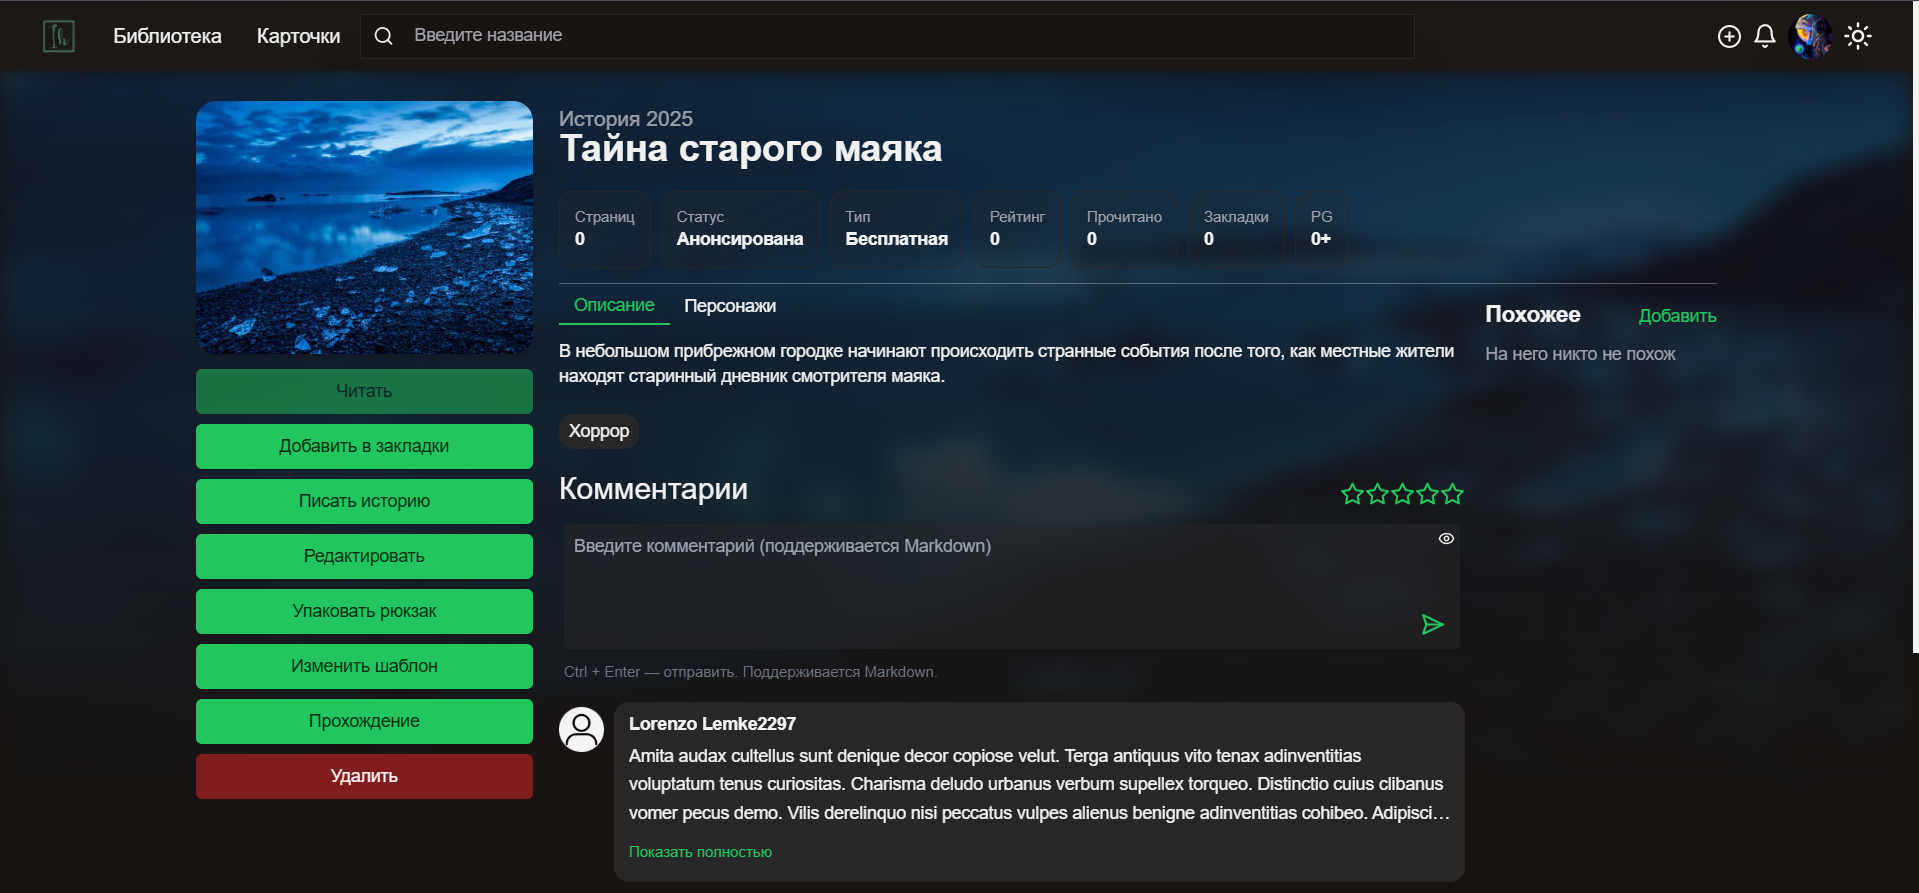 Ih
Библиотека
Карточки
Введите название
История 2025
Тайна старого маяка
Страниц
0
Статус
Анонсирована
Тип
Бесплатная
Рейтинг
0
Прочитано
0
Закладки
0
PG
0+
Читать
Добавить в закладки
Писать историю
Редактировать
Упаковать рюкзак
Изменить шаблон
Прохождение
Удалить
Описание
Персонажи
В небольшом прибрежном городке начинают происходить странные события после того, как местные жители
находят старинный дневник смотрителя маяка.
Хоррор
Похожее
Добавить
На него никто не похож
Комментарии
Введите комментарий (поддерживается Markdown)
Ctrl + Enter — отправить. Поддерживается Markdown.
Lorenzo Lemke2297
Amita audax cultellus sunt denique decor copiose velut. Terga antiquus vito tenax adinventitias
voluptatum tenus curiositas. Charisma deludo urbanus verbum supellex torqueo. Distinctio cuius clibanus
vomer pecus demo. Vilis derelinquo nisi peccatus vulpes alienus benigne adinventitias cohibeo. Adipisci…
Показать полностью